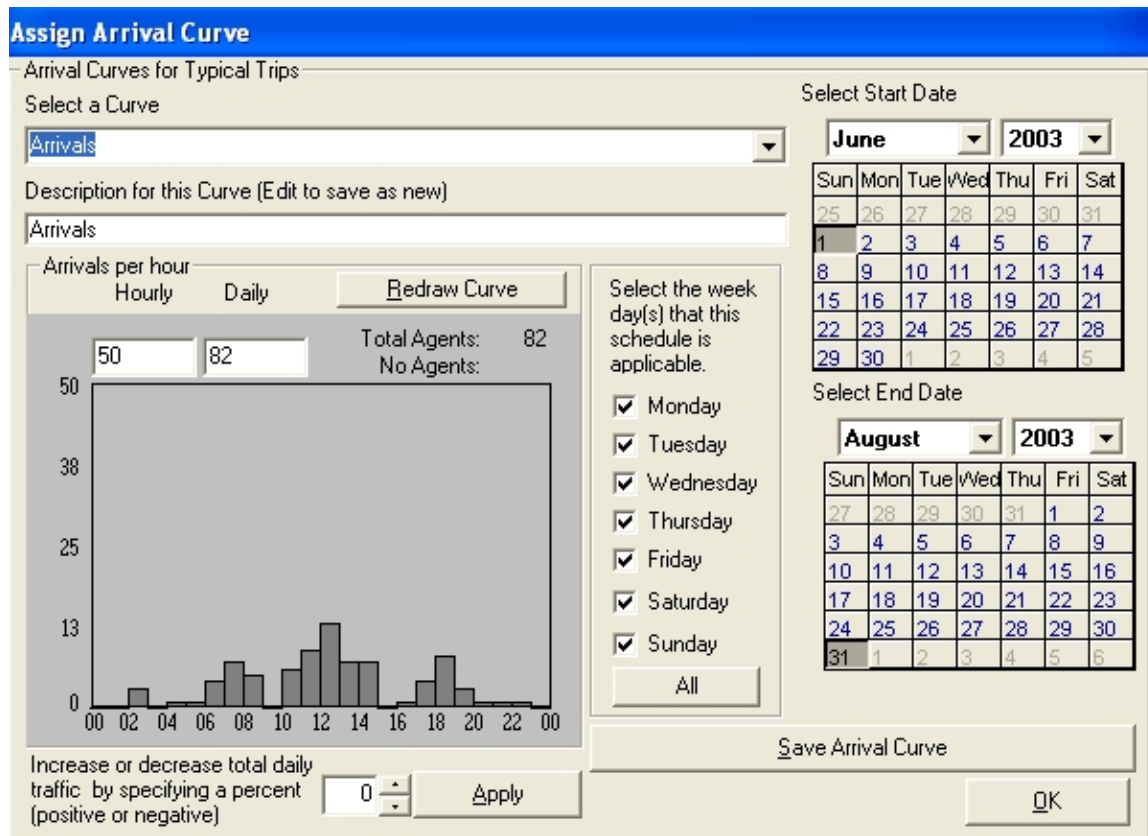 Assign Arrival Curve
Arrival Curves for Typical Trips
Select a Curve
Arrivals
Description for this Curve (Edit to save as new)
Arrivals
Arrivals per hour
Hourly Daily Redraw Curve
50 82 Total Agents: 82
No Agents:
50
38
25
13
0
00 02 04 06 08 10 12 14 16 18 20 22 00
Increase or decrease total daily
traffic by specifying a percent
(positive or negative)
0 Apply
Select the week
day(s) that this
schedule is
applicable.
Monday
Tuesday
Wednesday
Thursday
Friday
Saturday
Sunday
All
Select Start Date
June 2003
Sun Mon Tue Wed Thu Fri Sat
25 26 27 28 29 30 31
1 2 3 4 5 6 7
8 9 10 11 12 13 14
15 16 17 18 19 20 21
22 23 24 25 26 27 28
29 30 1 2 3 4 5
Select End Date
August 2003
Sun Mon Tue Wed Thu Fri Sat
27 28 29 30 31 1 2
3 4 5 6 7 8 9
10 11 12 13 14 15 16
17 18 19 20 21 22 23
24 25 26 27 28 29 30
31 1 2 3 4 5 6
Save Arrival Curve
OK